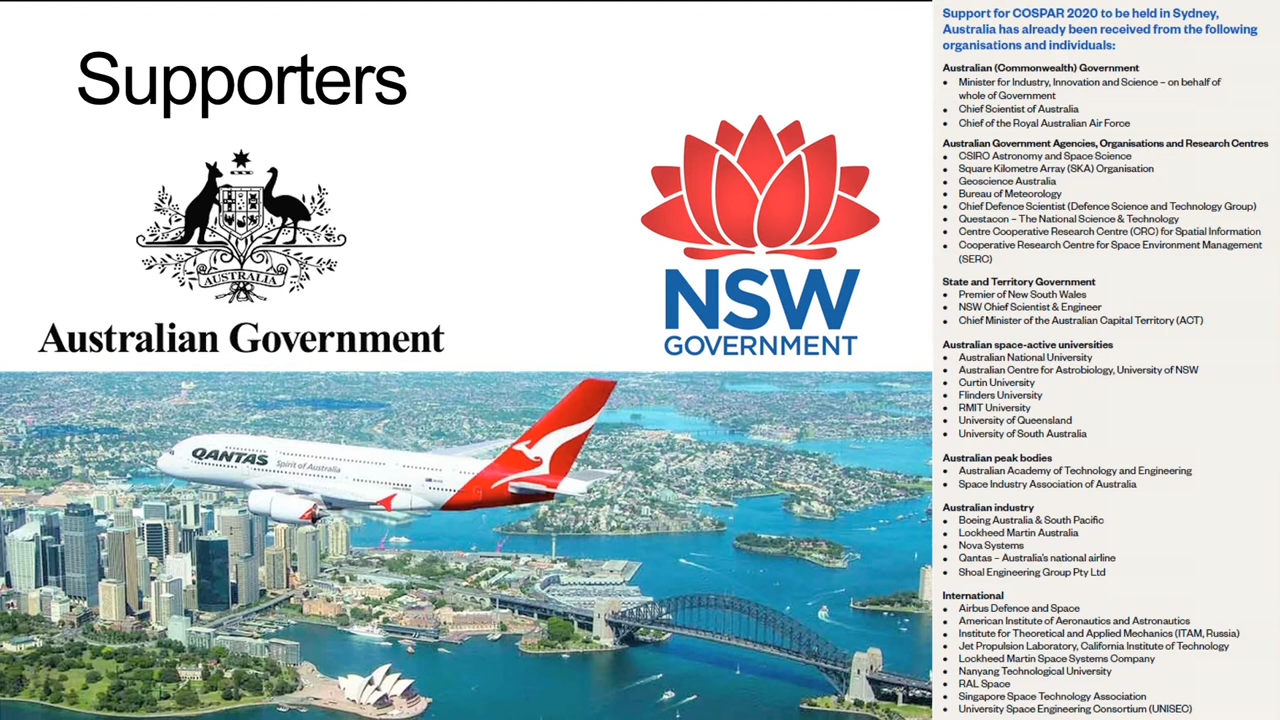 Supporters
AUSTRALIA
Australian Government
NSW
GOVERNMENT
QANTAS
Spirit of Australia
Support for COSPAR 2020 to be held in Sydney,
Australia has already been received from the following
organisations and individuals:
Australian (Commonwealth) Government
• Minister for Industry, Innovation and Science – on behalf of
whole of Government
• Chief Scientist of Australia
• Chief of the Royal Australian Air Force
Australian Government Agencies, Organisations and Research Centres
• CSIRO Astronomy and Space Science
• Square Kilometre Array (SKA) Organisation
• Geoscience Australia
• Bureau of Meteorology
• Chief Defence Scientist (Defence Science and Technology Group)
• Questacon – The National Science & Technology
• Centre Cooperative Research Centre (CRC) for Spatial Information
• Cooperative Research Centre for Space Environment Management
(SERC)
State and Territory Government
• Premier of New South Wales
• NSW Chief Scientist & Engineer
• Chief Minister of the Australian Capital Territory (ACT)
Australian space-active universities
• Australian National University
• Australian Centre for Astrobiology, University of NSW
• Curtin University
• Flinders University
• RMIT University
• University of Queensland
• University of South Australia
Australian peak bodies
• Australian Academy of Technology and Engineering
• Space Industry Association of Australia
Australian industry
• Boeing Australia & South Pacific
• Lockheed Martin Australia
• Nova Systems
• Qantas – Australia's national airline
• Shoal Engineering Group Pty Ltd
International
• Airbus Defence and Space
• American Institute of Aeronautics and Astronautics
• Institute for Theoretical and Applied Mechanics (ITAM, Russia)
• Jet Propulsion Laboratory, California Institute of Technology
• Lockheed Martin Space Systems Company
• Nanyang Technological University
• RAL Space
• Singapore Space Technology Association
• University Space Engineering Consortium (UNISEC)